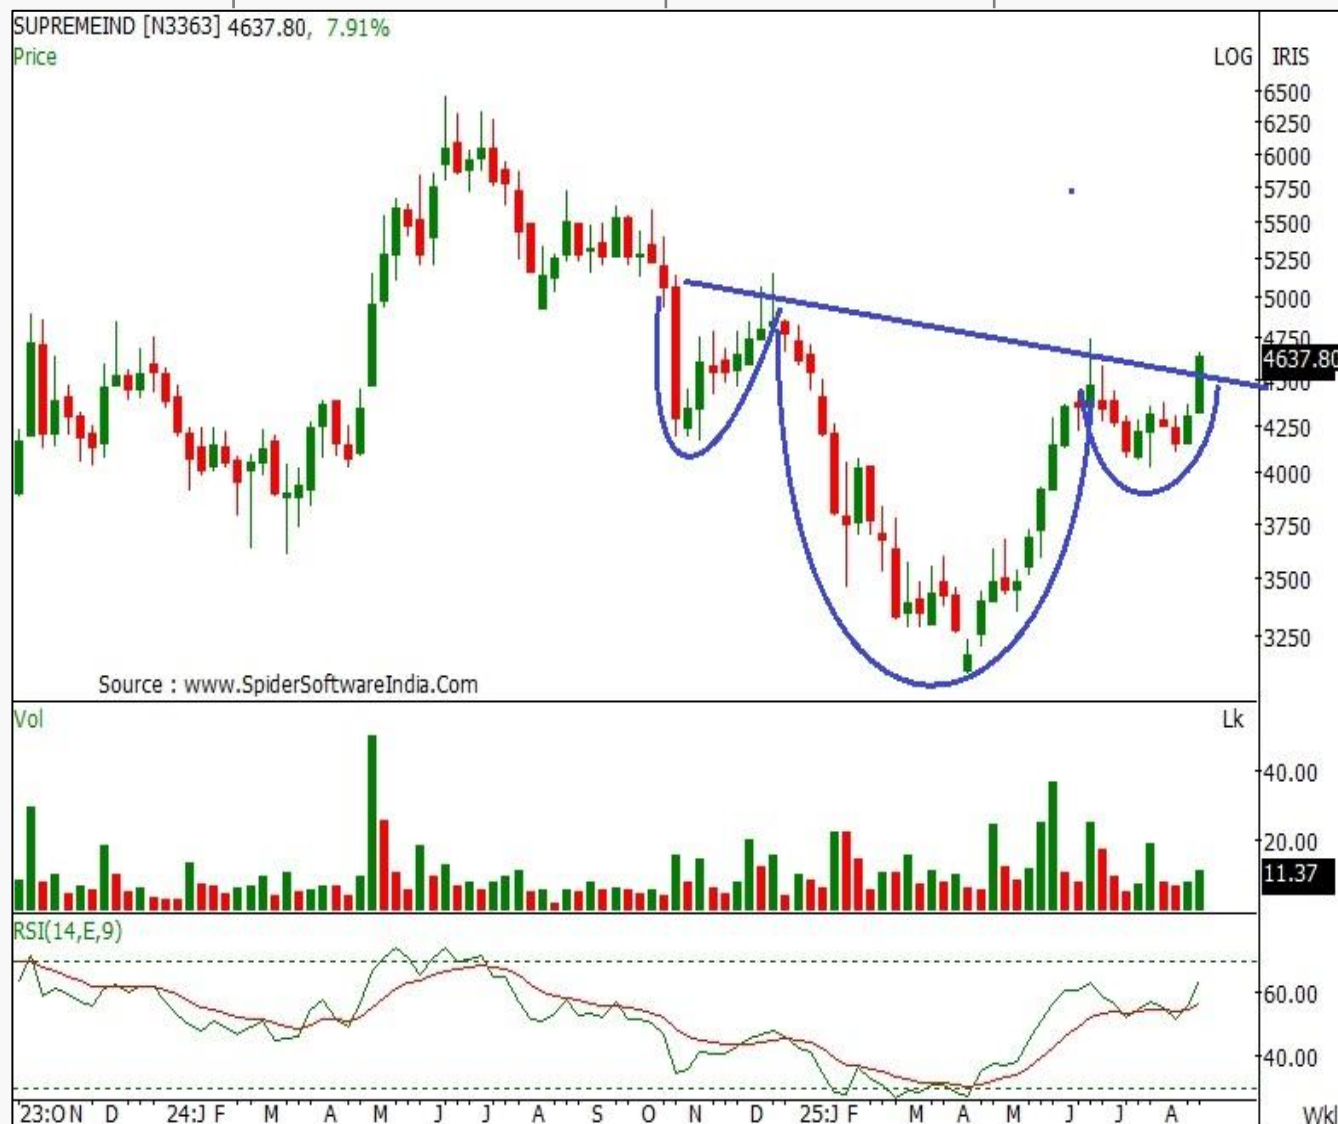 SUPREMEIND [N3363] 4637.80, 7.91%
Price
LOG IRIS
6500
6250
6000
5750
5500
5250
5000
4750
4637.80
4500
4250
4000
3750
3500
3250
Source : www.SpiderSoftwareIndia.Com
Vol
Lk
40.00
20.00
11.37
RSI(14,E,9)
60.00
40.00
23:O N D 24:J F M A M J J A S O N D 25:J F M A M J J A Wkl